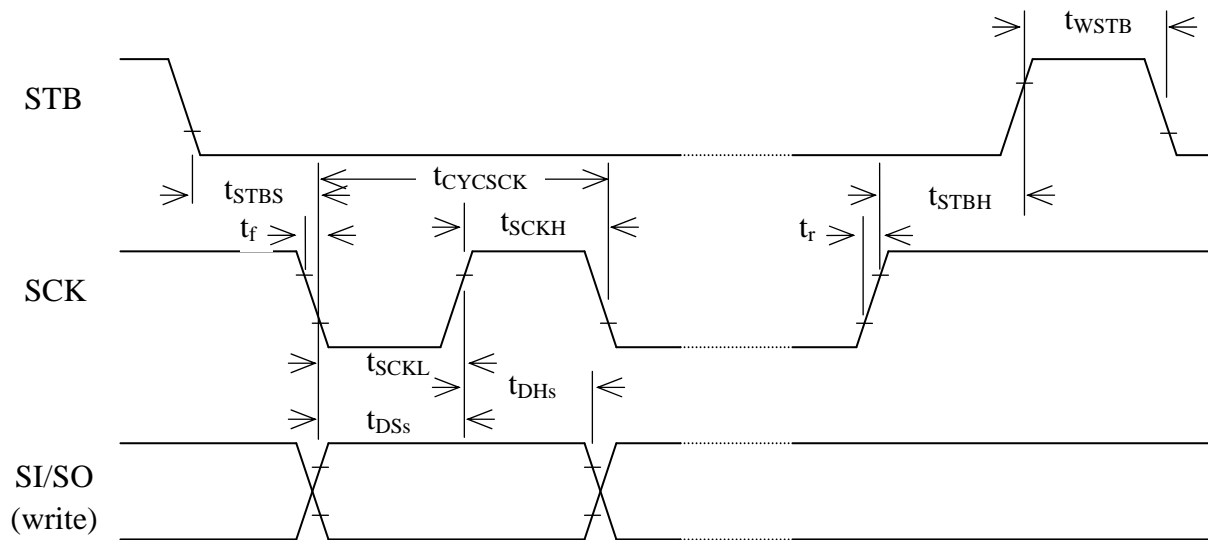 tWSTB
STB
tSTBS
tCYCSCK
tSTBH
tf
tSCKH
tr
SCK
tSCKL
tDHs
tDSs
SI/SO
(write)